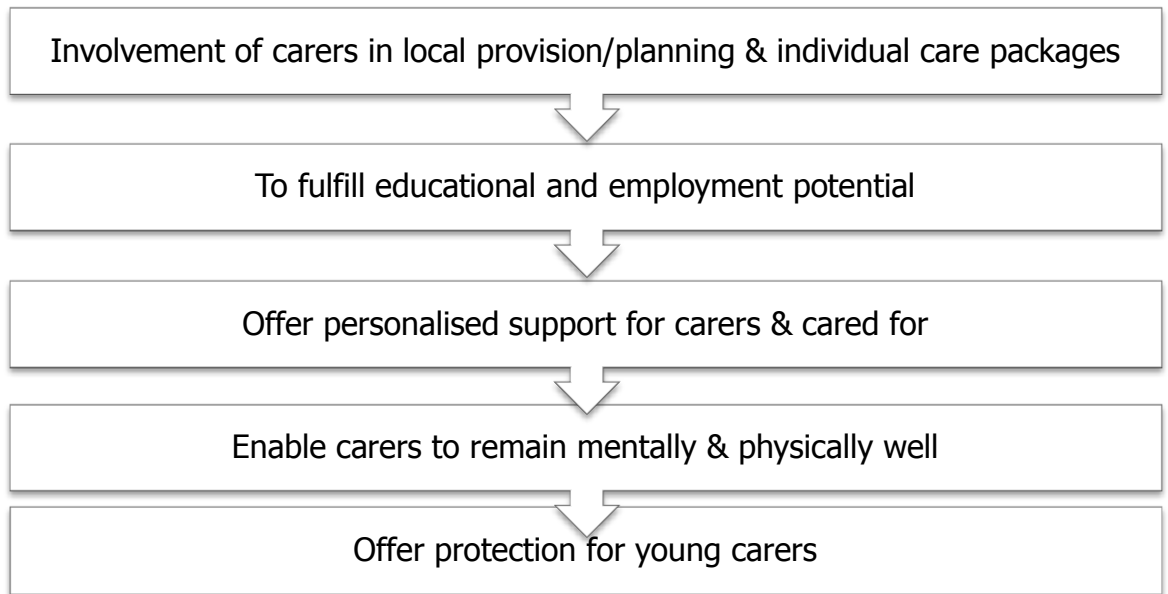 Involvement of carers in local provision/planning & individual care packages
To fulfill educational and employment potential
Offer personalised support for carers & cared for
Enable carers to remain mentally & physically well
Offer protection for young carers